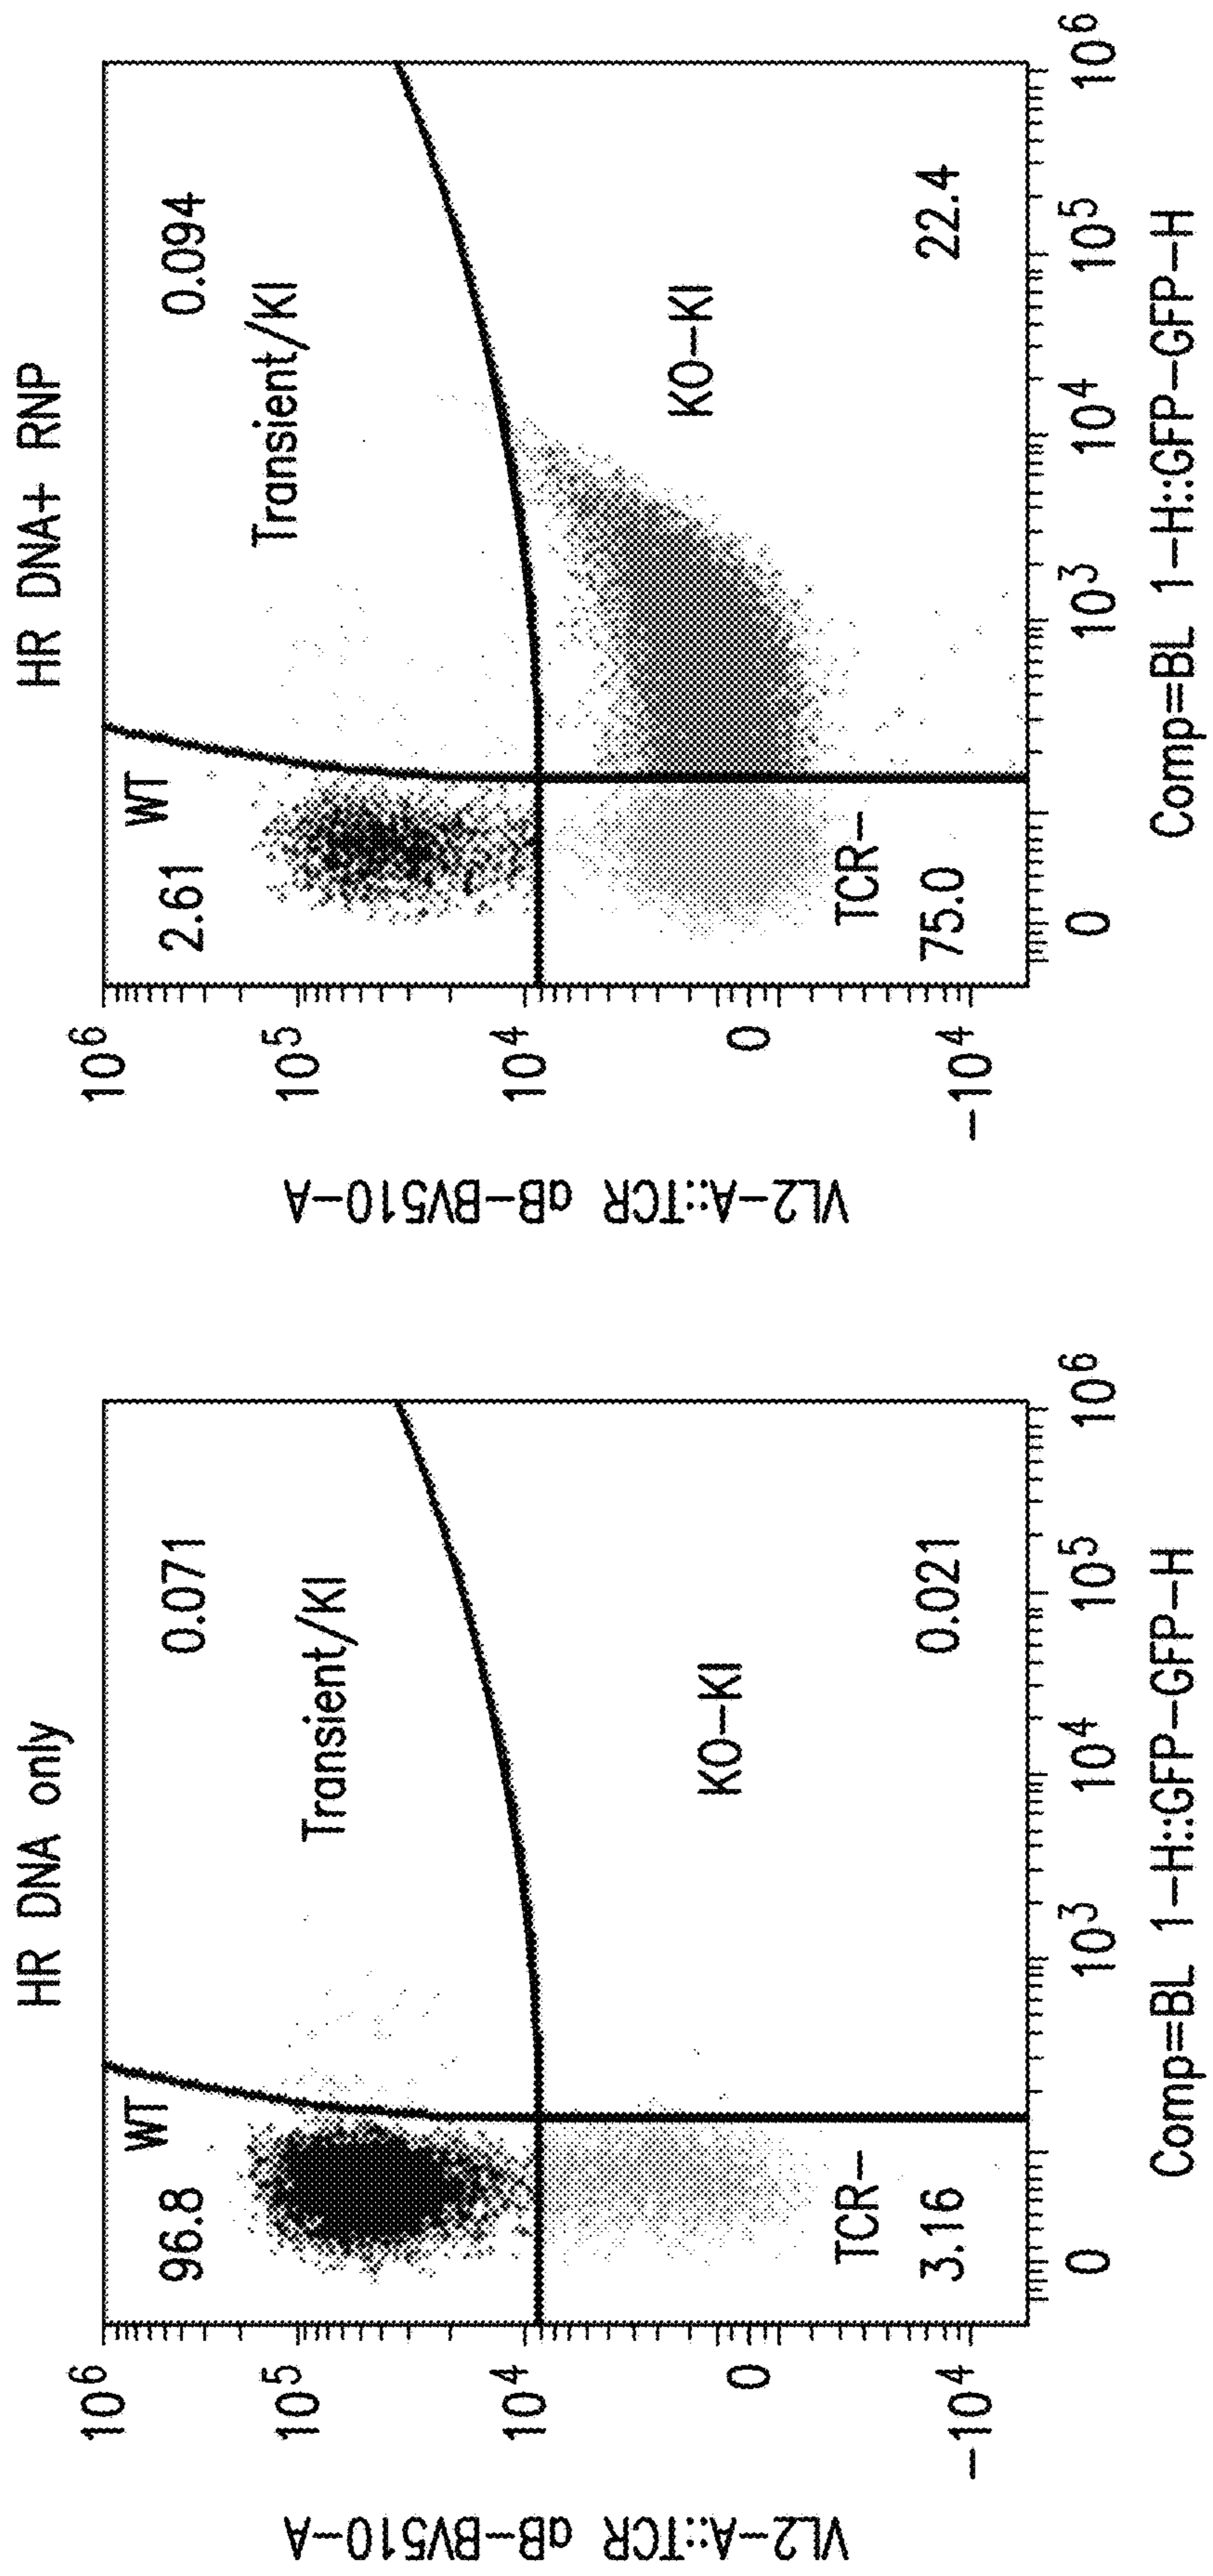 HR DNA only
96.8
WT
0.071
Transient/KI
KO–KI
TCR–
3.16
0.021
10⁶
10⁵
10⁴
0
–10⁴
VL2–A::TCR αB–BV510–A
0 10³ 10⁴ 10⁵ 10⁶
Comp=BL 1–H::GFP–GFP–H
HR DNA+ RNP
2.61
WT
0.094
Transient/KI
KO–KI
TCR–
75.0
22.4
10⁶
10⁵
10⁴
0
–10⁴
VL2–A::TCR αB–BV510–A
0 10³ 10⁴ 10⁵ 10⁶
Comp=BL 1–H::GFP–GFP–H